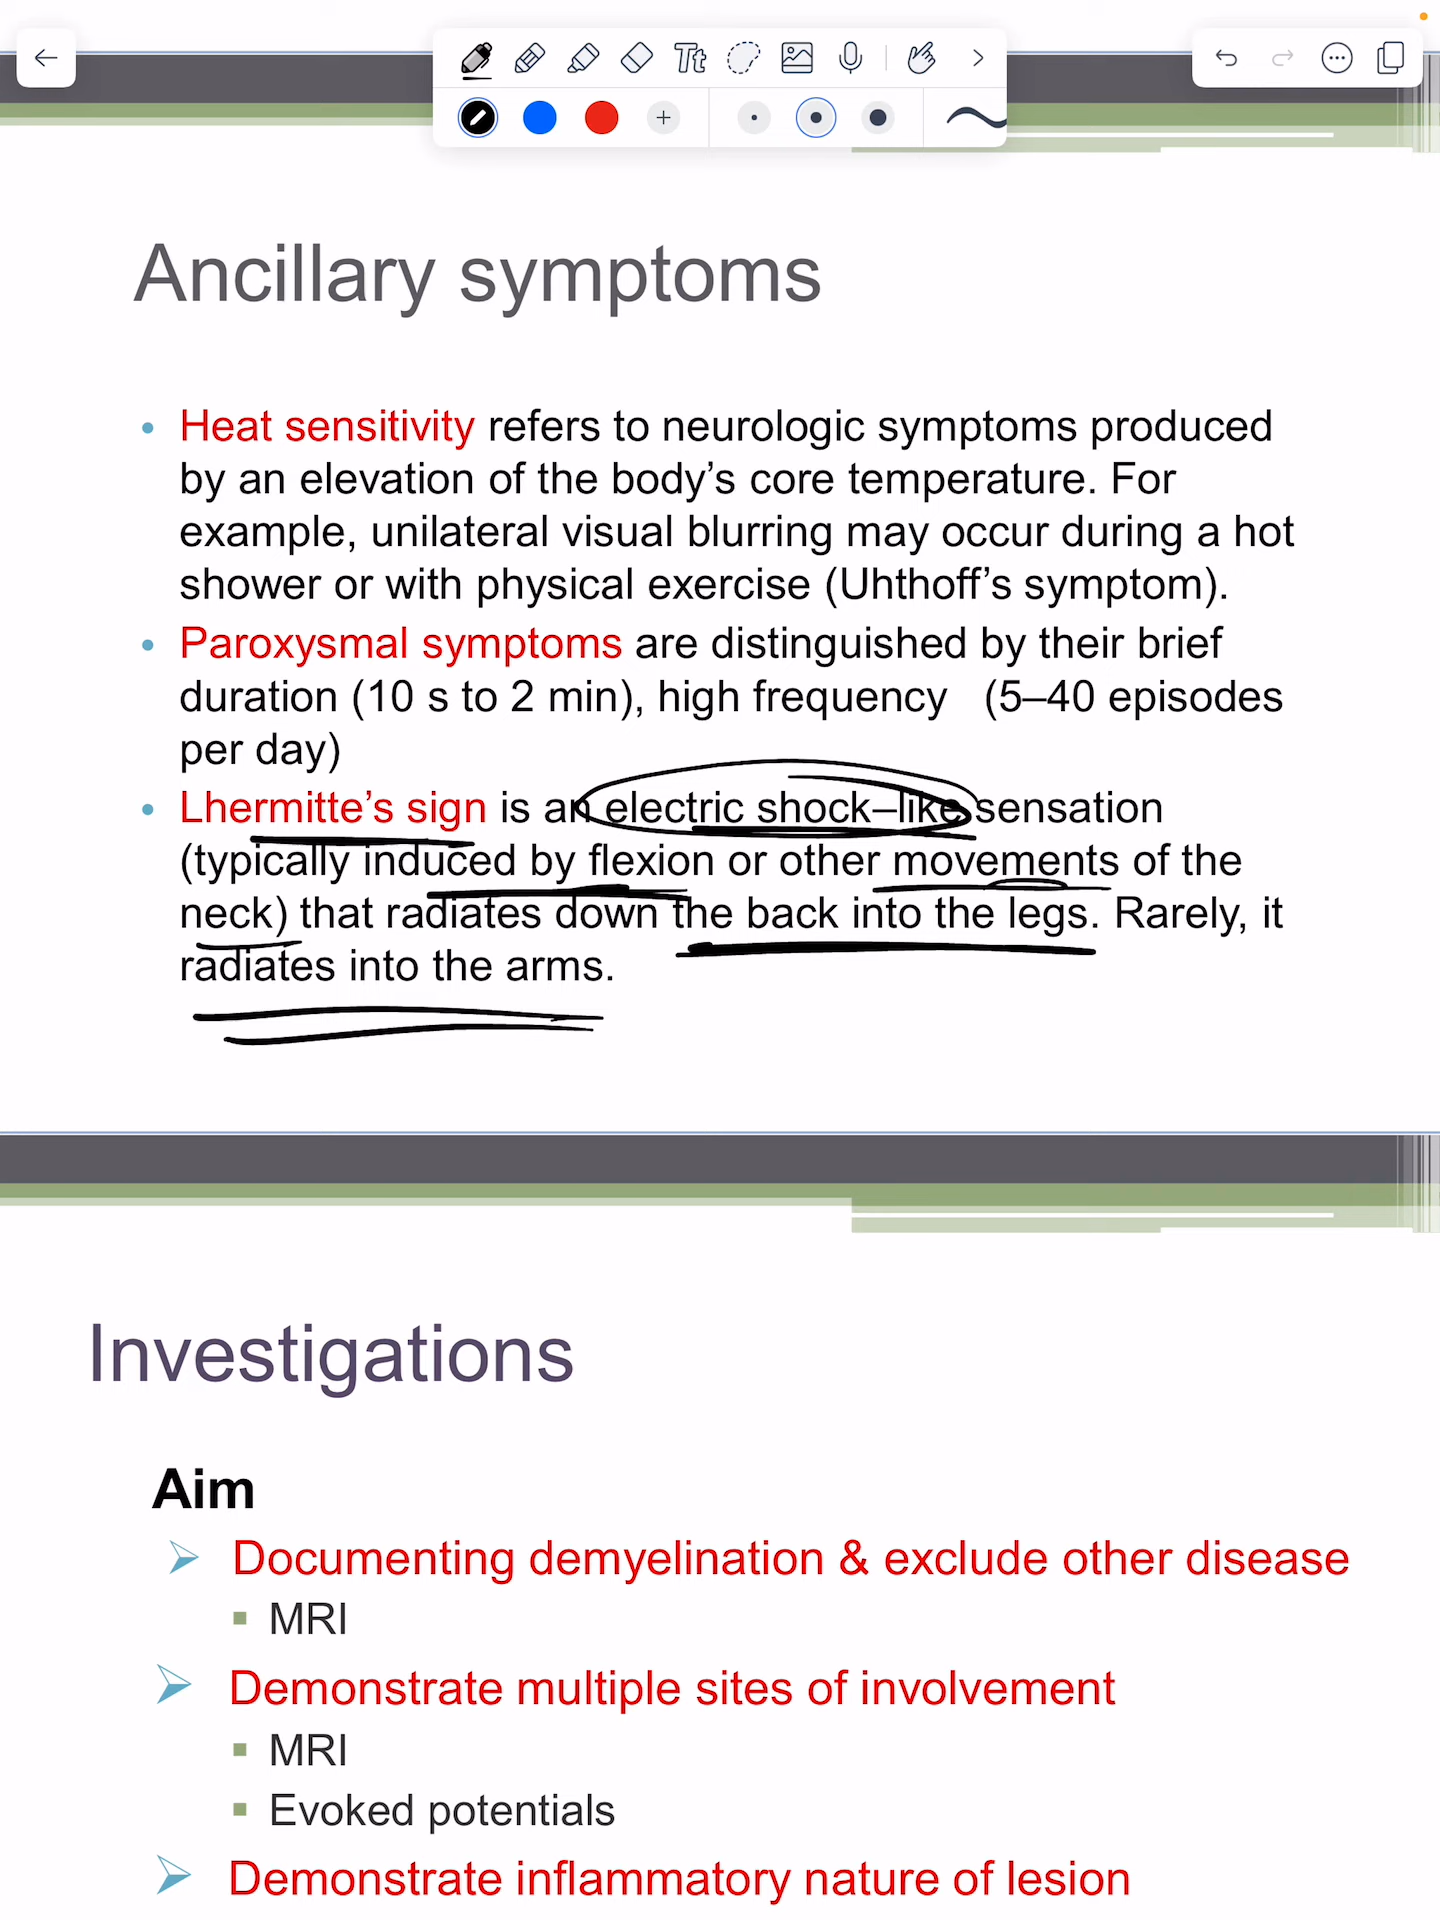 Tt
Ancillary symptoms
• Heat sensitivity refers to neurologic symptoms produced
by an elevation of the body’s core temperature. For
example, unilateral visual blurring may occur during a hot
shower or with physical exercise (Uhthoff’s symptom).
• Paroxysmal symptoms are distinguished by their brief
duration (10 s to 2 min), high frequency (5–40 episodes
per day)
• Lhermitte’s sign is an electric shock–like sensation
(typically induced by flexion or other movements of the
neck) that radiates down the back into the legs. Rarely, it
radiates into the arms.
Investigations
Aim
Documenting demyelination & exclude other disease
MRI
Demonstrate multiple sites of involvement
MRI
Evoked potentials
Demonstrate inflammatory nature of lesion